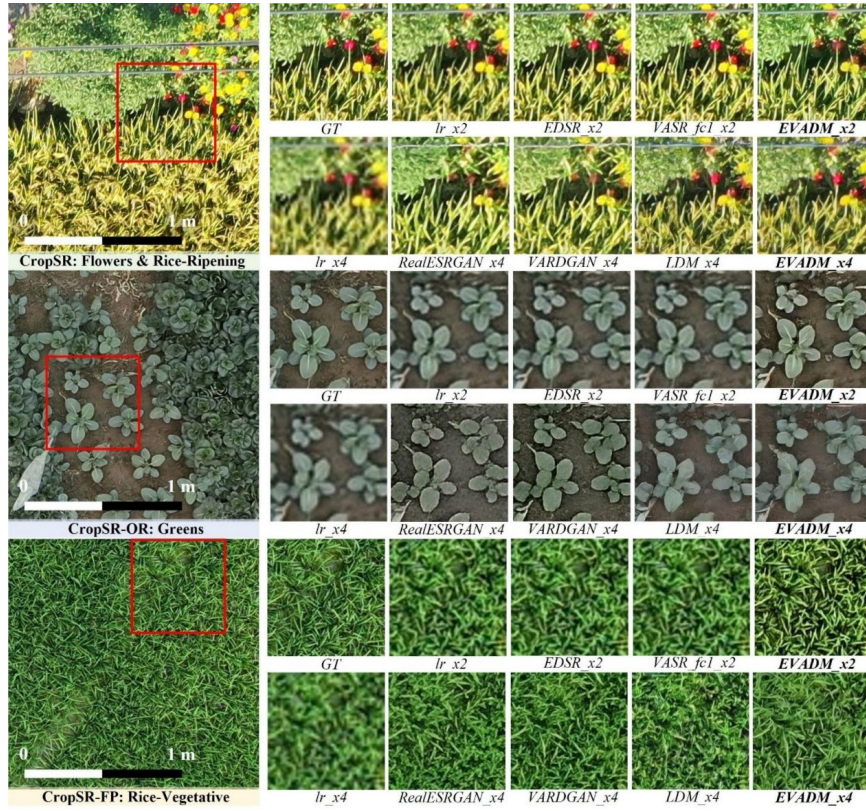 GT lr_x2 EDSR_x2 VASR_fc1_x2 EVADM_x2
0 1 m
lr_x4 RealESRGAN_x4 VARDGAN_x4 LDM_x4 EVADM_x4
CropSR: Flowers & Rice-Ripening
GT lr_x2 EDSR_x2 VASR_fc1_x2 EVADM_x2
0 1 m
lr_x4 RealESRGAN_x4 VARDGAN_x4 LDM_x4 EVADM_x4
CropSR-OR: Greens
GT lr_x2 EDSR_x2 VASR_fc1_x2 EVADM_x2
0 1 m
lr_x4 RealESRGAN_x4 VARDGAN_x4 LDM_x4 EVADM_x4
CropSR-FP: Rice-Vegetative